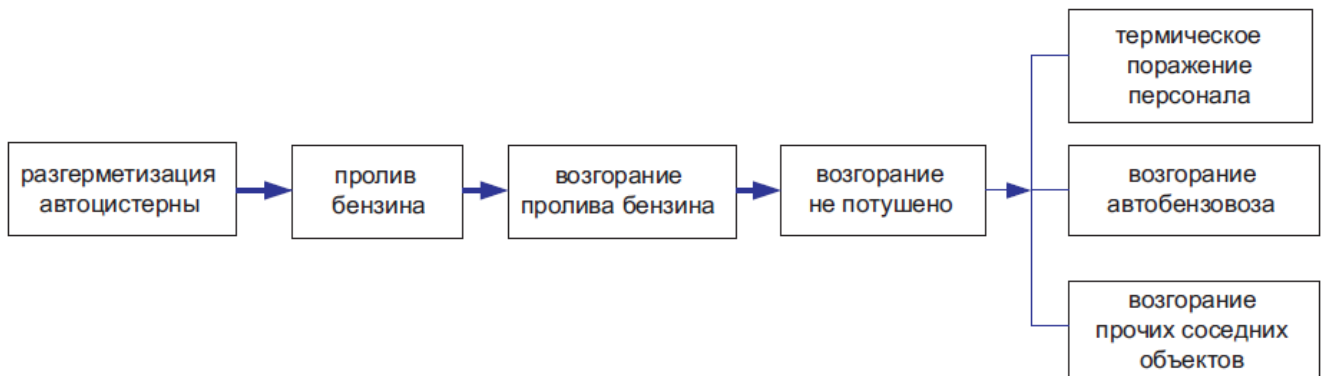 разгерметизация
автоцистерны
пролив
бензина
возгорание
пролива бензина
возгорание
не потушено
термическое
поражение
персонала
возгорание
автобензовоза
возгорание
прочих соседних
объектов